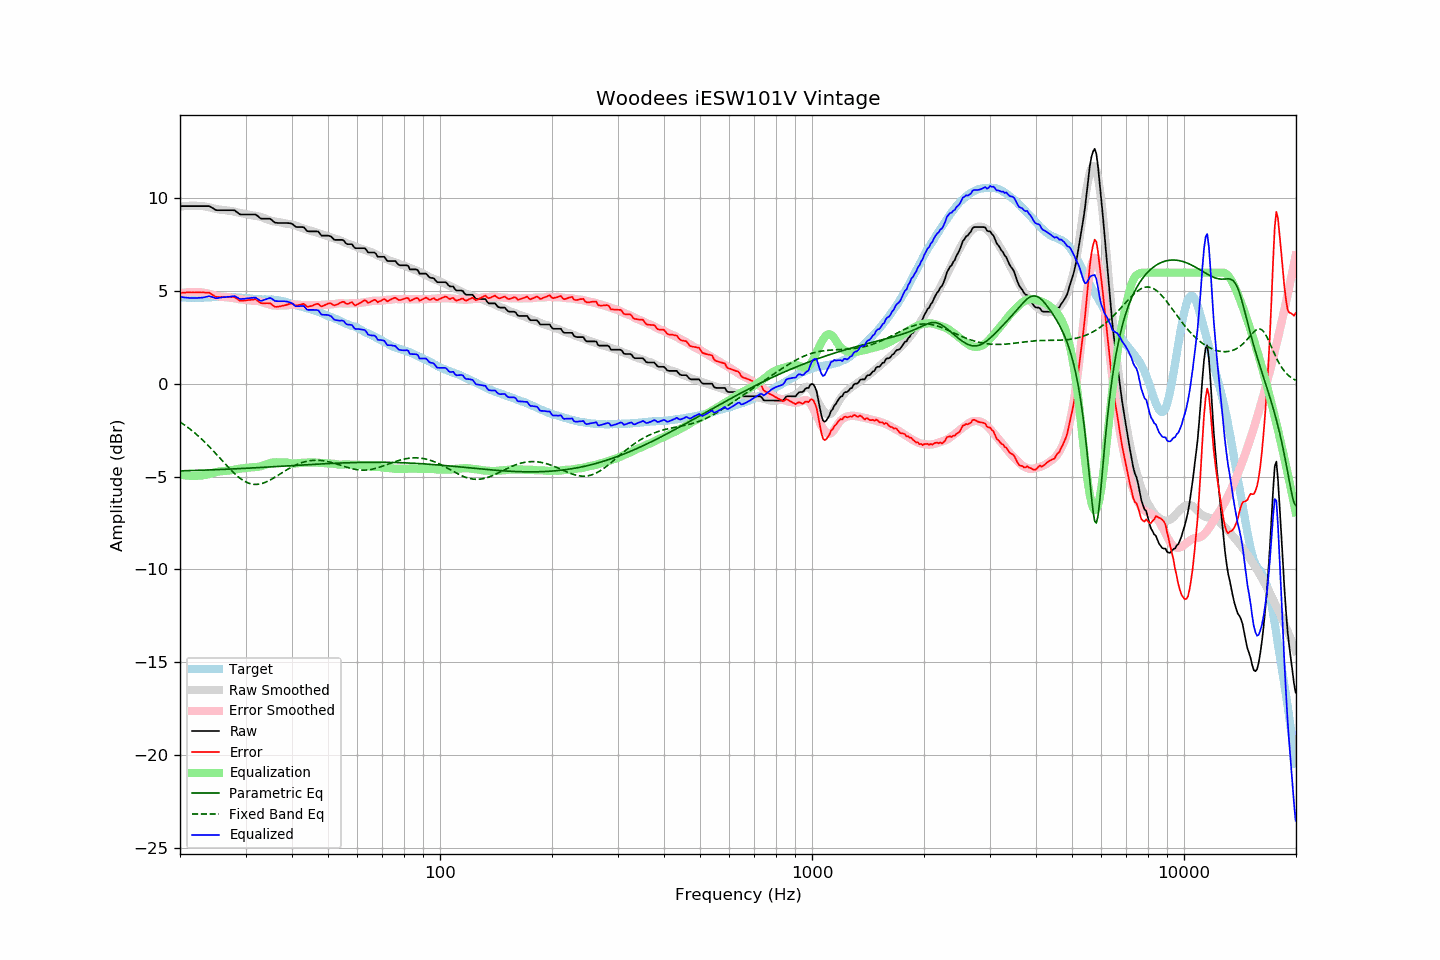 Woodees iESW101V Vintage
Amplitude (dBr)
10
5
0
−5
−10
−15
−20
−25
100
1000
10000
Frequency (Hz)
Target
Raw Smoothed
Error Smoothed
Raw
Error
Equalization
Parametric Eq
Fixed Band Eq
Equalized